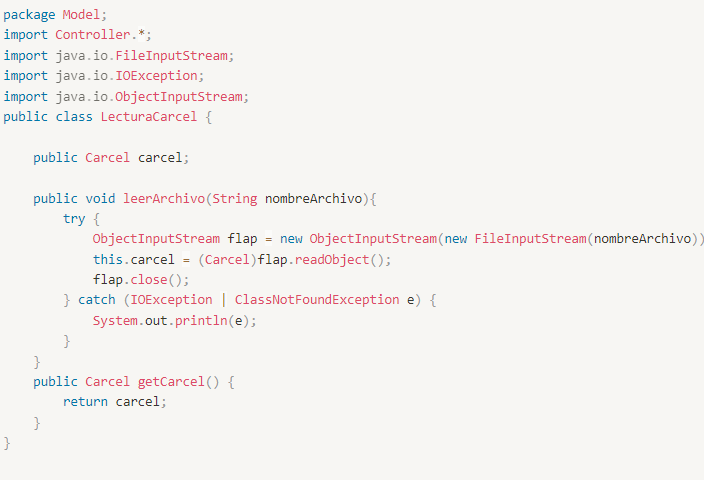 package Model;
import Controller.*;
import java.io.FileInputStream;
import java.io.IOException;
import java.io.ObjectInputStream;
public class LecturaCarcel {
public Carcel carcel;
public void leerArchivo(String nombreArchivo){
try {
ObjectInputStream flap = new ObjectInputStream(new FileInputStream(nombreArchivo))
this.carcel = (Carcel)flap.readObject();
flap.close();
} catch (IOException | ClassNotFoundException e) {
System.out.println(e);
}
}
public Carcel getCarcel() {
return carcel;
}
}